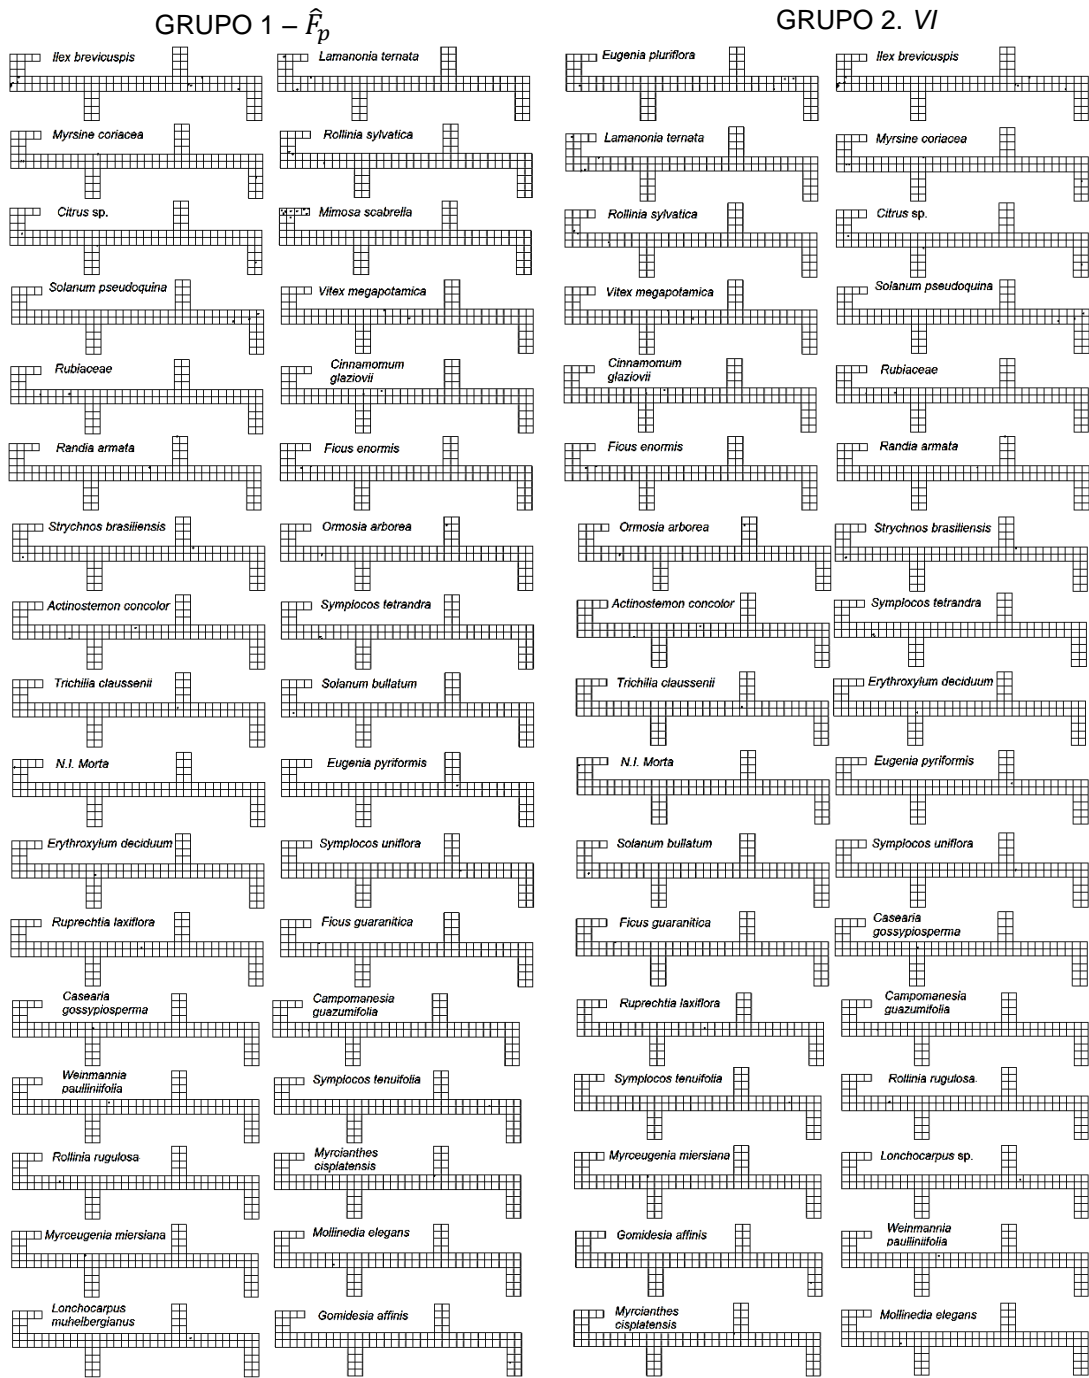 GRUPO 1 – F̂p
Ilex brevicuspis
Lamanonia ternata
Myrsine coriacea
Rollinia sylvatica
Citrus sp.
Mimosa scabrella
Solanum pseudoquina
Vitex megapotamica
Rubiaceae
Cinnamomum
glaziovii
Randia armata
Ficus enormis
Strychnos brasiliensis
Ormosia arborea
Actinostemon concolor
Symplocos tetrandra
Trichilia claussenii
Solanum bullatum
N.I. Morta
Eugenia pyriformis
Erythroxylum deciduum
Symplocos uniflora
Ruprechtia laxiflora
Ficus guaranitica
Casearia
gossypiosperma
Campomanesia
guazumifolia
Weinmannia
paulliniifolia
Symplocos tenuifolia
Rollinia rugulosa
Myrcianthes
cisplatensis
Myrceugenia miersiana
Mollinedia elegans
Lonchocarpus
muhelbergianus
Gomidesia affinis
GRUPO 2. VI
Eugenia pluriflora
Ilex brevicuspis
Lamanonia ternata
Myrsine coriacea
Rollinia sylvatica
Citrus sp.
Vitex megapotamica
Solanum pseudoquina
Cinnamomum
glaziovii
Rubiaceae
Ficus enormis
Randia armata
Ormosia arborea
Strychnos brasiliensis
Actinostemon concolor
Symplocos tetrandra
Trichilia claussenii
Erythroxylum deciduum
N.I. Morta
Eugenia pyriformis
Solanum bullatum
Symplocos uniflora
Ficus guaranitica
Casearia
gossypiosperma
Ruprechtia laxiflora
Campomanesia
guazumifolia
Symplocos tenuifolia
Rollinia rugulosa
Myrceugenia miersiana
Lonchocarpus sp.
Gomidesia affinis
Weinmannia
paulliniifolia
Myrcianthes
cisplatensis
Mollinedia elegans